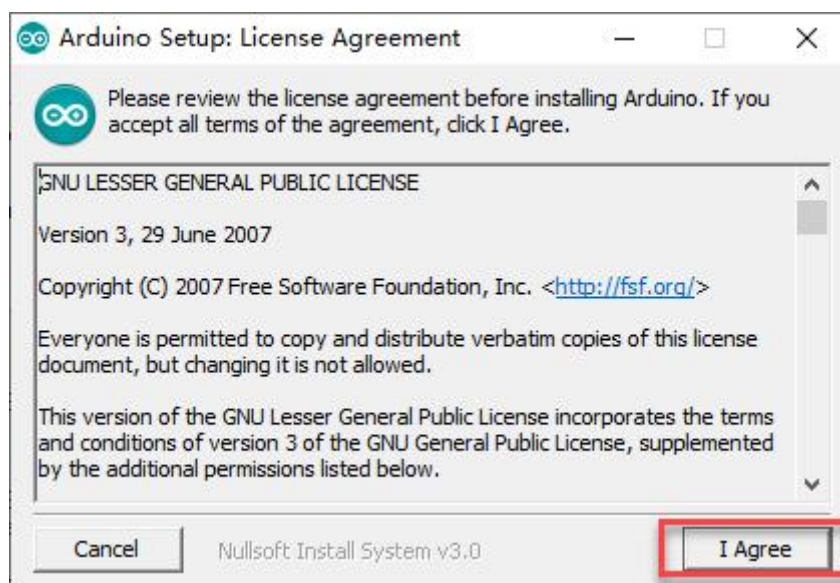 Arduino Setup: License Agreement
Please review the license agreement before installing Arduino. If you
accept all terms of the agreement, click I Agree.
GNU LESSER GENERAL PUBLIC LICENSE
Version 3, 29 June 2007
Copyright (C) 2007 Free Software Foundation, Inc. <http://fsf.org/>
Everyone is permitted to copy and distribute verbatim copies of this license
document, but changing it is not allowed.
This version of the GNU Lesser General Public License incorporates the terms
and conditions of version 3 of the GNU General Public License, supplemented
by the additional permissions listed below.
Cancel
Nullsoft Install System v3.0
I Agree